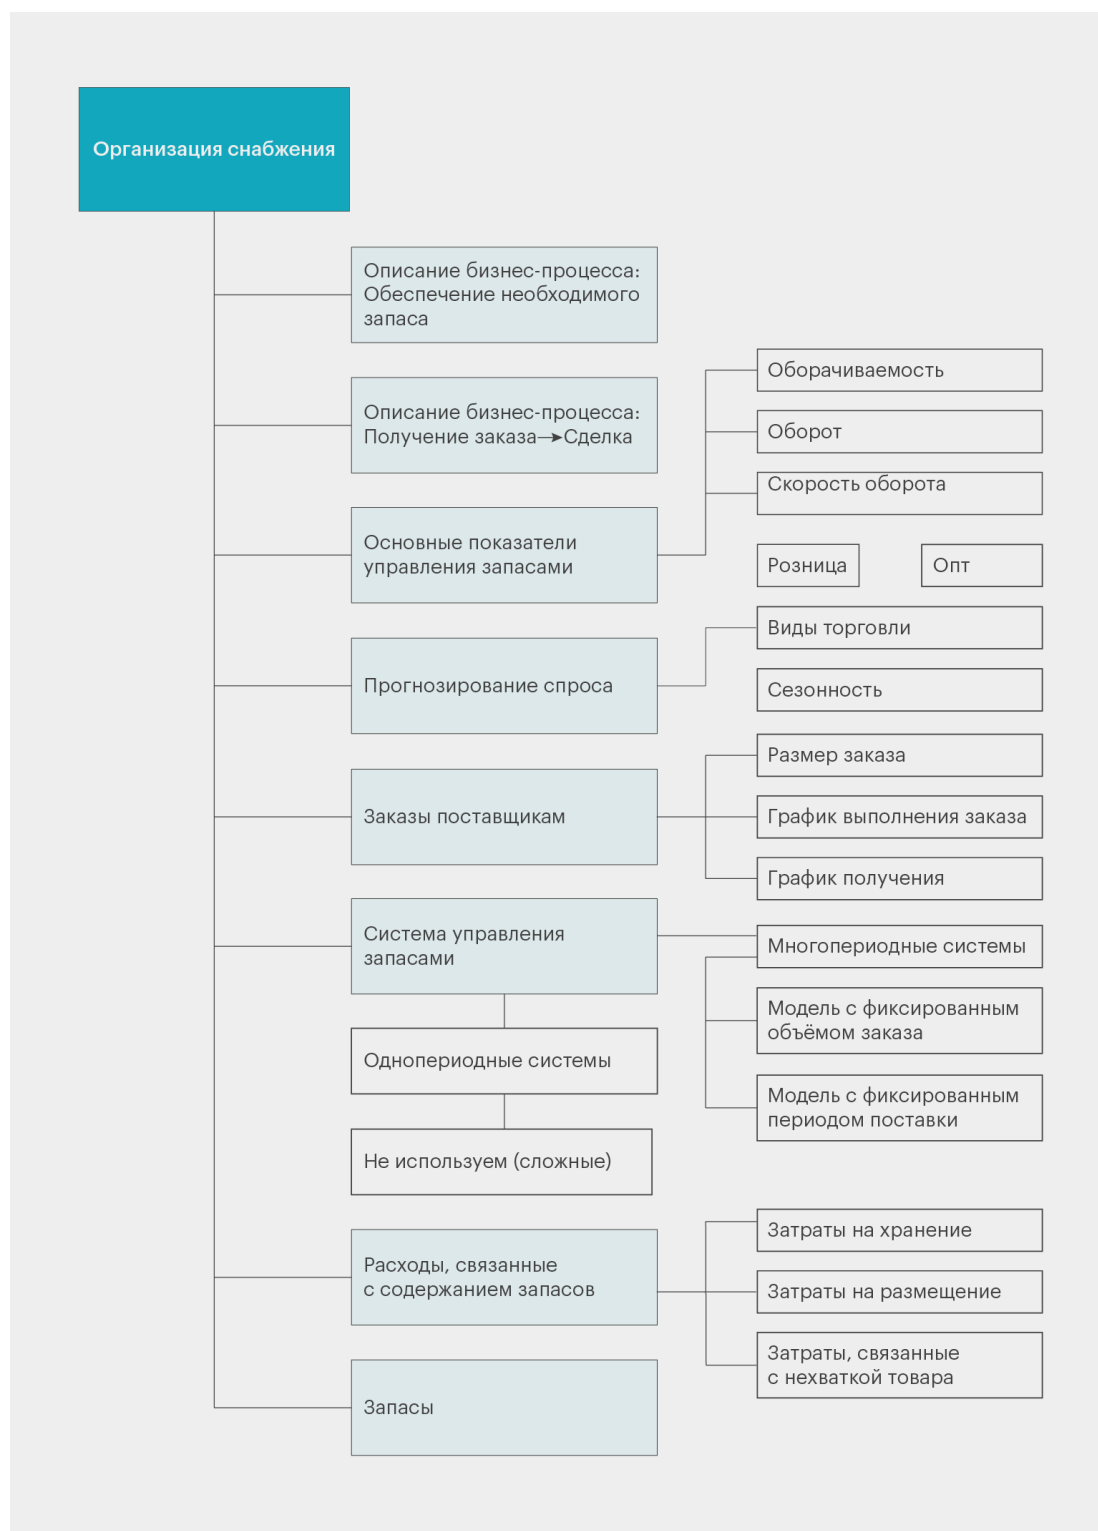 Организация снабжения
Описание бизнес-процесса:
Обеспечение необходимого
запаса
Описание бизнес-процесса:
Получение заказа→Сделка
Основные показатели
управления запасами
Оборачиваемость
Оборот
Скорость оборота
Розница
Опт
Прогнозирование спроса
Виды торговли
Сезонность
Заказы поставщикам
Размер заказа
График выполнения заказа
График получения
Система управления
запасами
Многопериодные системы
Модель с фиксированным
объёмом заказа
Модель с фиксированным
периодом поставки
Однопериодные системы
Не используем (сложные)
Расходы, связанные
с содержанием запасов
Затраты на хранение
Затраты на размещение
Затраты, связанные
с нехваткой товара
Запасы